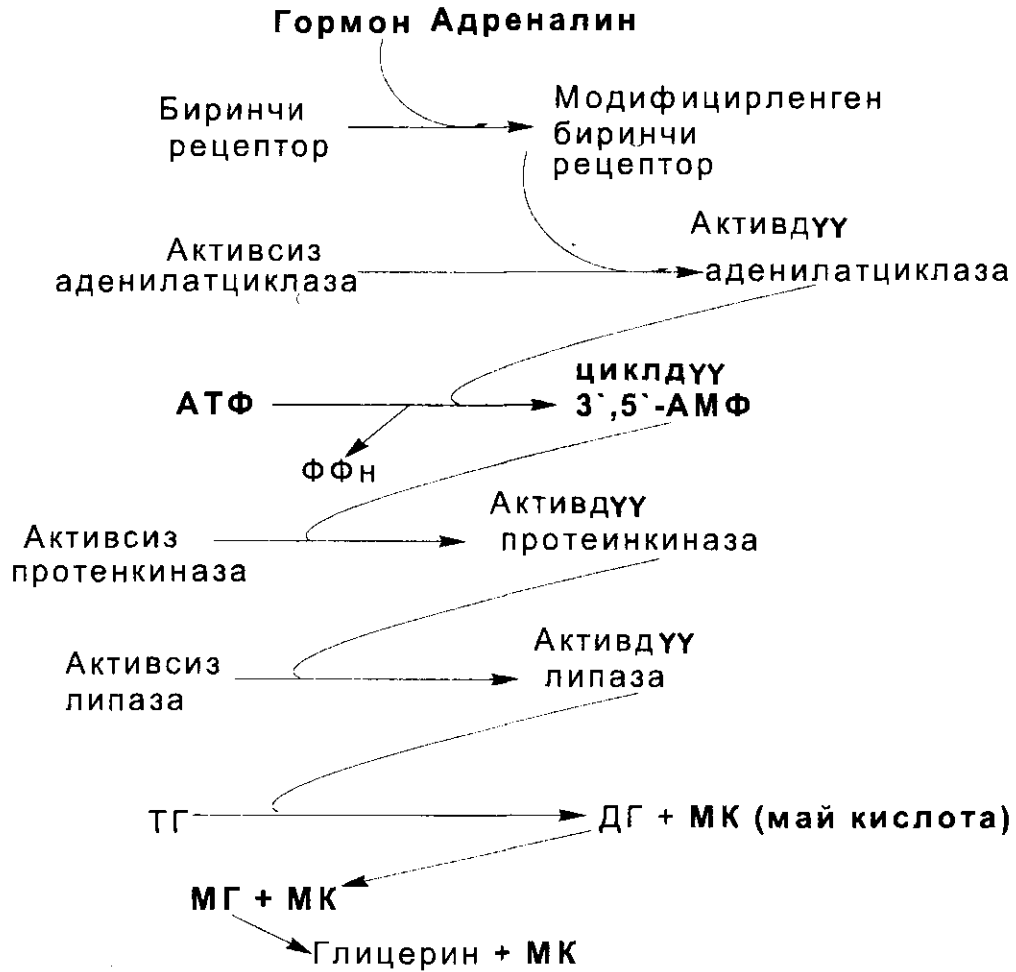 Гормон Адреналин
Биринчи
рецептор
Модифицирленген
биринчи
рецептор
Активсиз
аденилатциклаза
Активдүү
аденилатциклаза
АТФ
циклдүү
3`,5`-АМФ
ФФн
Активсиз
протенкиназа
Активдүү
протеинкиназа
Активсиз
липаза
Активдүү
липаза
ТГ
ДГ + МК (май кислота)
МГ + МК
Глицерин + МК